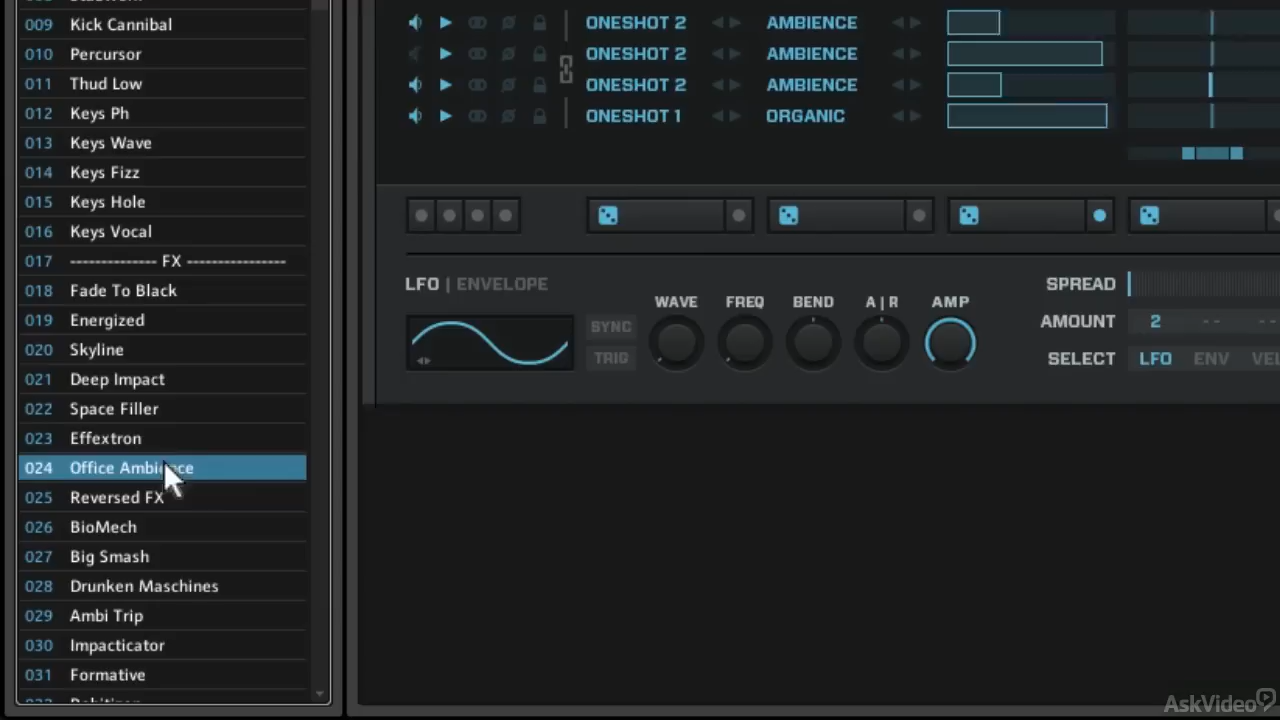 009 Kick Cannibal
010 Percursor
011 Thud Low
012 Keys Ph
013 Keys Wave
014 Keys Fizz
015 Keys Hole
016 Keys Vocal
017 -------------- FX ----------------
018 Fade To Black
019 Energized
020 Skyline
021 Deep Impact
022 Space Filler
023 Effextron
024 Office Ambience
025 Reversed FX
026 BioMech
027 Big Smash
028 Drunken Maschines
029 Ambi Trip
030 Impacticator
031 Formative
ONESHOT 2 AMBIENCE
ONESHOT 2 AMBIENCE
ONESHOT 2 AMBIENCE
ONESHOT 1 ORGANIC
LFO | ENVELOPE
SYNC
TRIG
WAVE FREQ BEND A | R AMP
SPREAD
AMOUNT 2 -- --
SELECT LFO ENV VEL
AskVideo